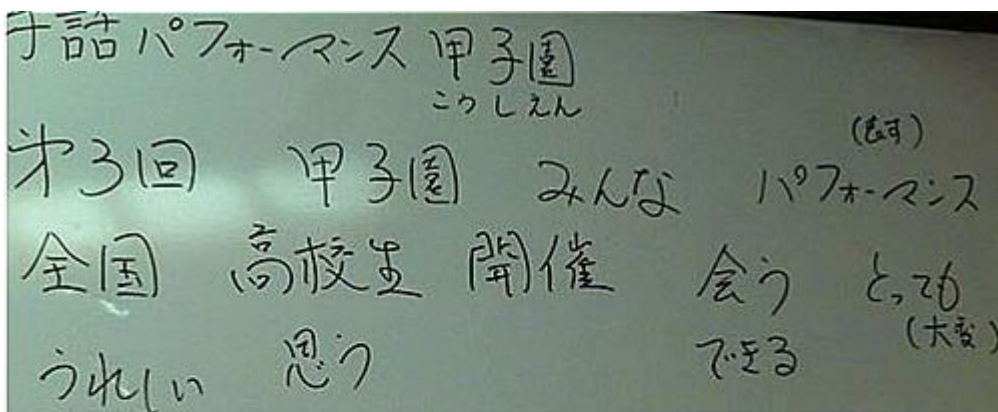 手話パフォーマンス甲子園
こうしえん
(表す)
第3回 甲子園 みんな パフォーマンス
全国 高校生 開催 会う とっても
(大変)
うれしい 思う できる